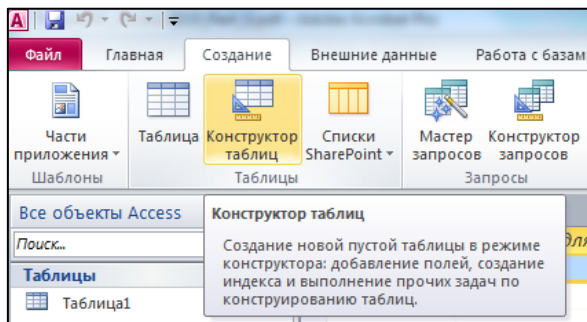 Файл Главная Создание Внешние данные Работа с базам
Части приложения
Таблица
Конструктор таблиц
Списки SharePoint
Мастер запросов
Конструктор запросов
Шаблоны Таблицы Запросы
Все объекты Access
Поиск...
Таблицы
Таблица1
Конструктор таблиц
Создание новой пустой таблицы в режиме
конструктора: добавление полей, создание
индекса и выполнение прочих задач по
конструированию таблиц.
для